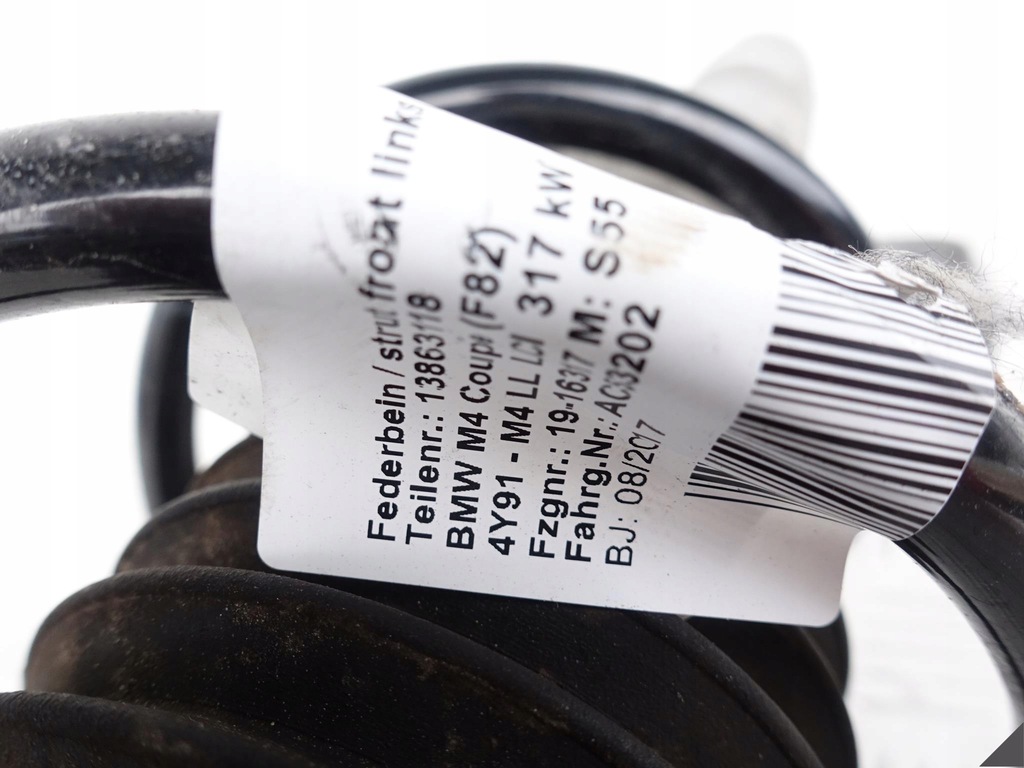 Federbein / strut front links
Teilenr.: 13863118
BMW M4 Coupé (F82)
4Y91 - M4 LL LCI 317 kW
Fzgnr.: 19-16317 M: S55
Fahrg.Nr.: AC33202
BJ: 08/2017